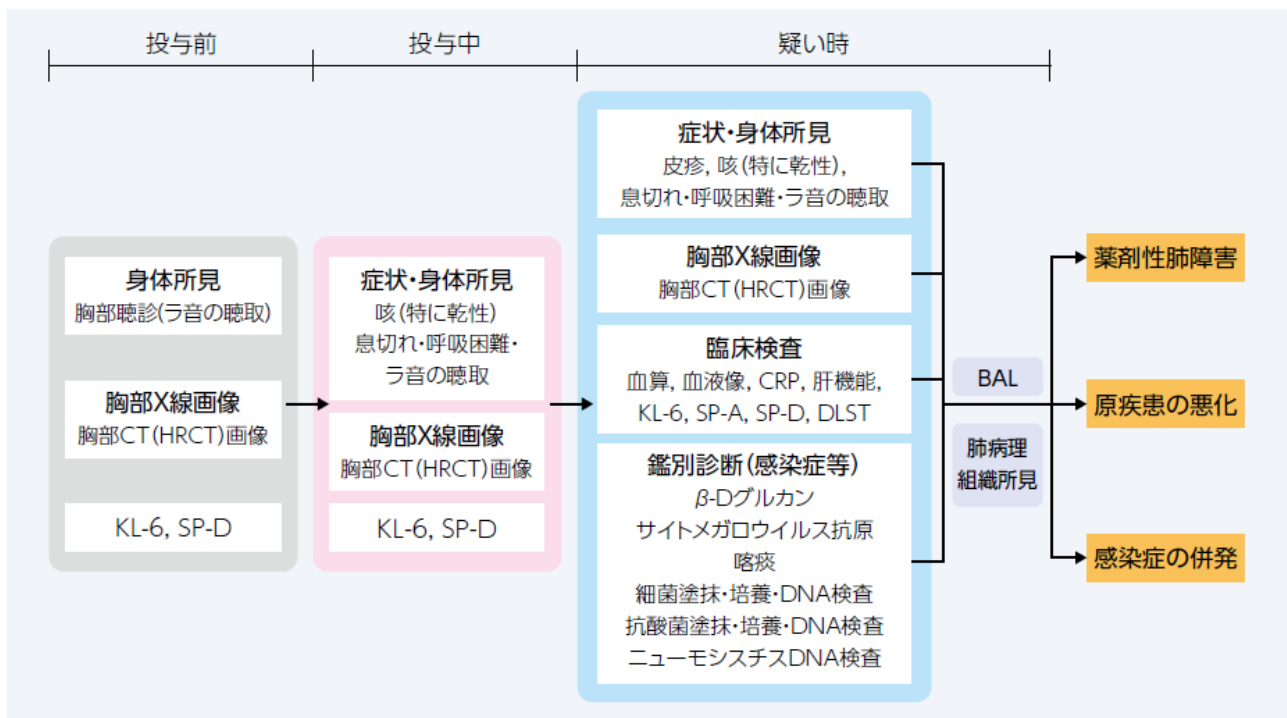 投与前
投与中
疑い時
身体所見
胸部聴診(ラ音の聴取)
胸部X線画像
胸部CT(HRCT)画像
KL-6, SP-D
症状・身体所見
咳(特に乾性)
息切れ・呼吸困難・
ラ音の聴取
胸部X線画像
胸部CT(HRCT)画像
KL-6, SP-D
症状・身体所見
皮疹, 咳(特に乾性),
息切れ・呼吸困難・ラ音の聴取
胸部X線画像
胸部CT(HRCT)画像
臨床検査
血算, 血液像, CRP, 肝機能,
KL-6, SP-A, SP-D, DLST
鑑別診断(感染症等)
β-Dグルカン
サイトメガロウイルス抗原
喀痰
細菌塗抹・培養・DNA検査
抗酸菌塗抹・培養・DNA検査
ニューモシスチスDNA検査
BAL
肺病理
組織所見
薬剤性肺障害
原疾患の悪化
感染症の併発